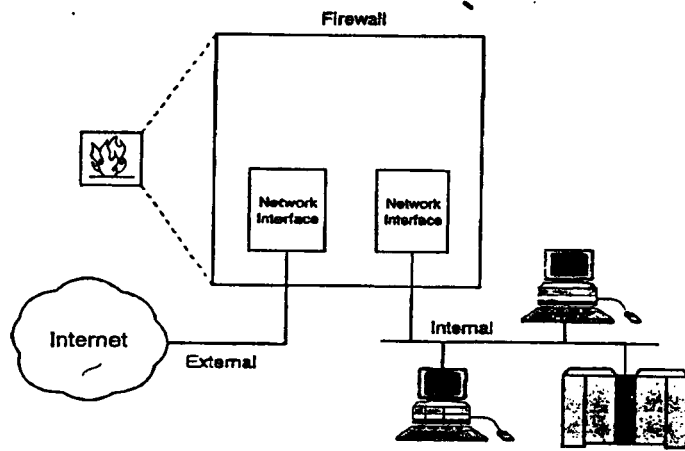 Firewall
Network
Interface
Network
Interface
Internet
External
Internal